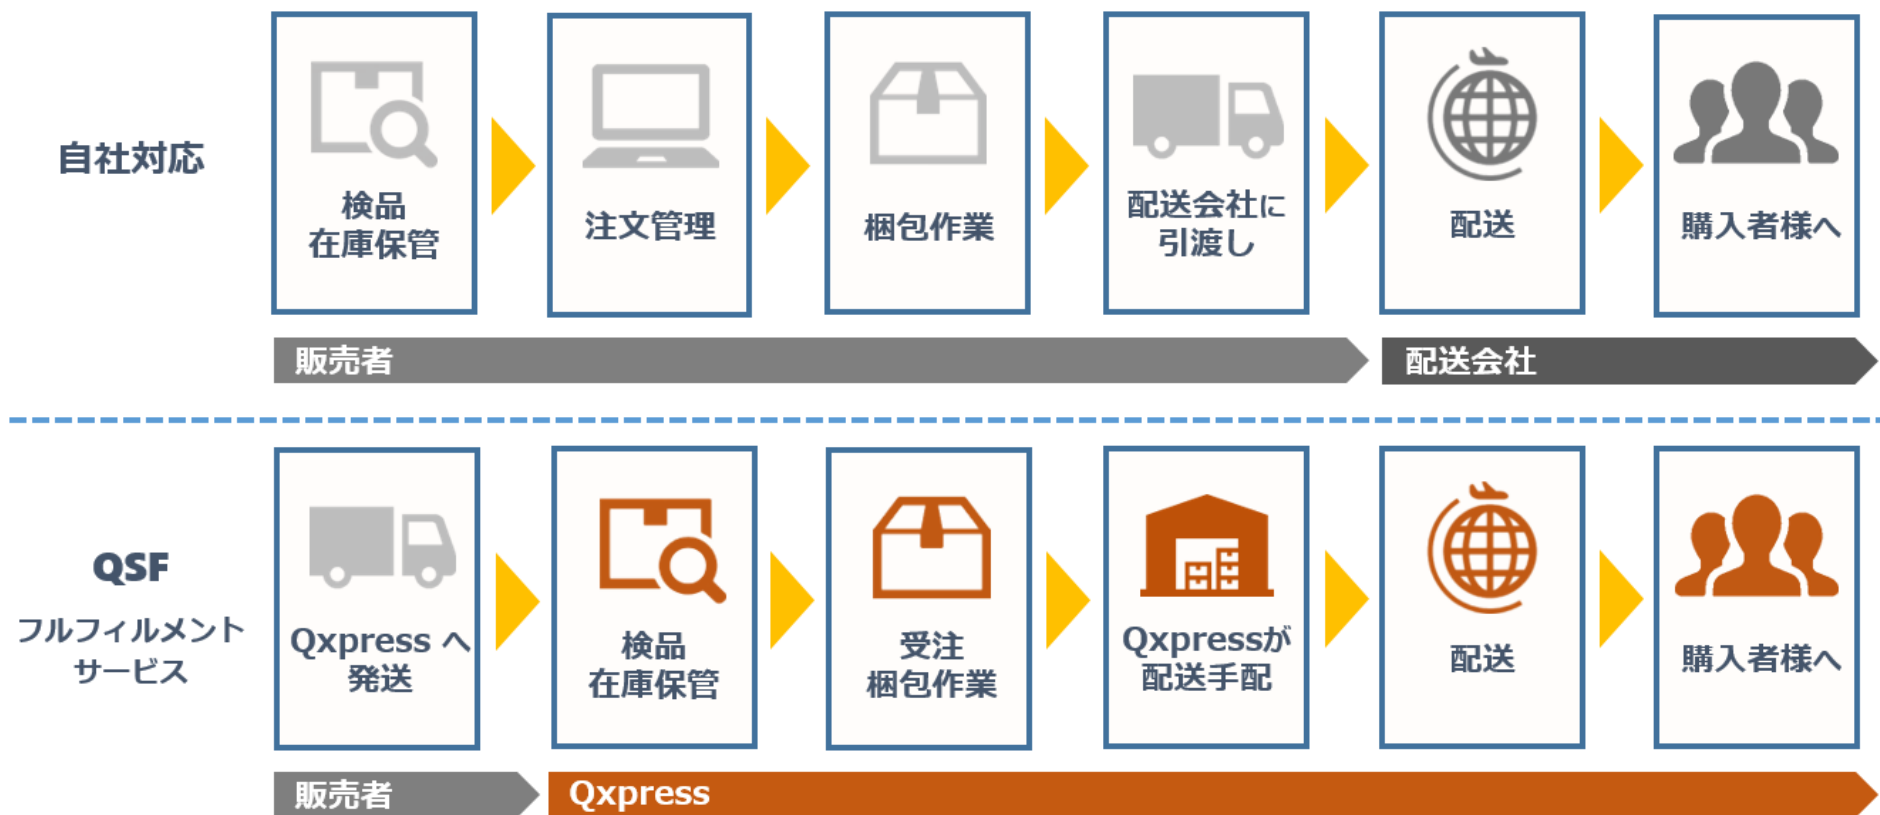 自社対応
検品
在庫保管
注文管理
梱包作業
配送会社に
引渡し
配送
購入者様へ
販売者
配送会社
QSF
フルフィルメント
サービス
Qxpress へ
発送
検品
在庫保管
受注
梱包作業
Qxpressが
配送手配
配送
購入者様へ
販売者
Qxpress